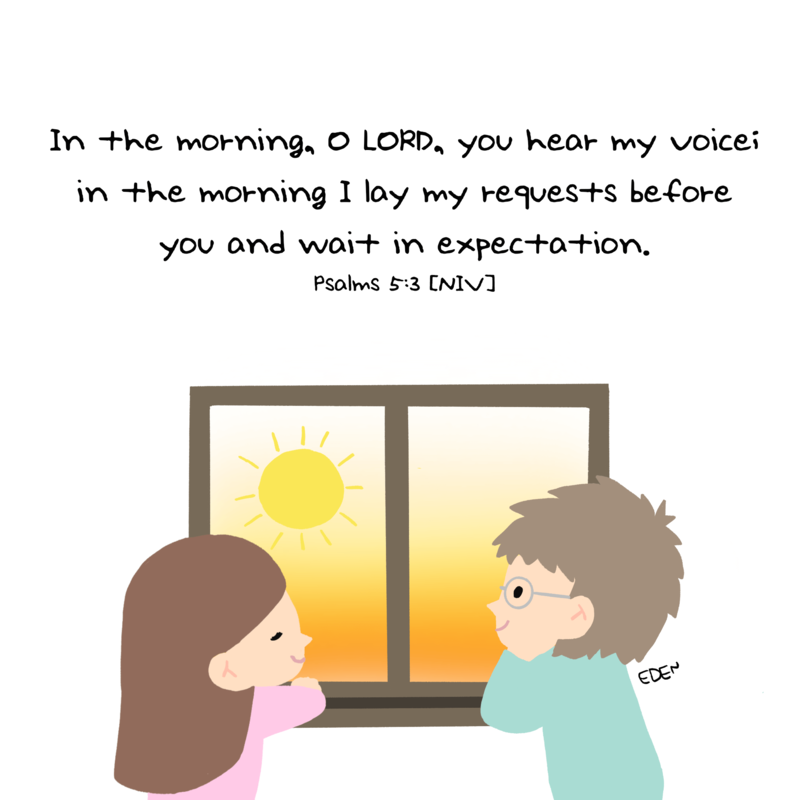 In the morning, O LORD, you hear my voice;
in the morning I lay my requests before
you and wait in expectation.
Psalms 5:3 [NIV]
EDEN